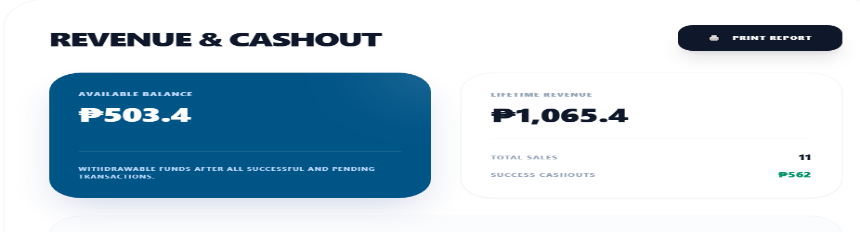 REVENUE & CASHOUT
PRINT REPORT
AVAILABLE BALANCE
₱503.4
WITHDRAWABLE FUNDS AFTER ALL SUCCESSFUL AND PENDING
TRANSACTIONS.
LIFETIME REVENUE
₱1,065.4
TOTAL SALES 11
SUCCESS CASHOUTS ₱562